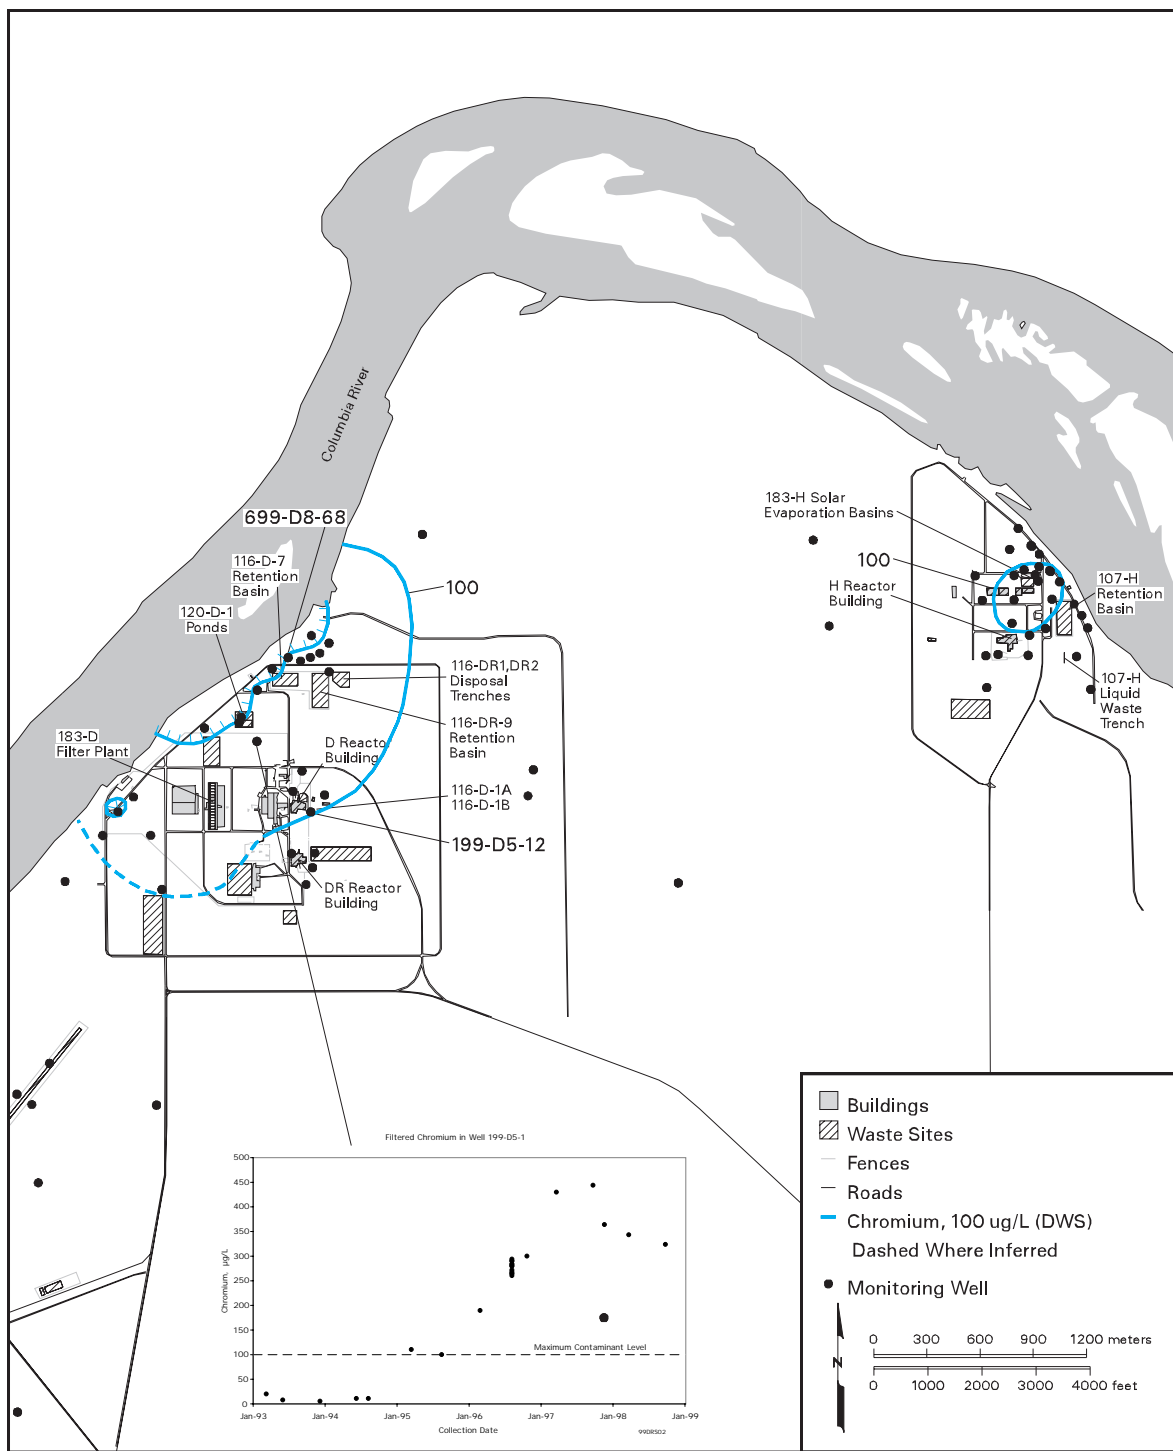 Columbia River
699-D8-68
116-D-7
Retention
Basin
120-D-1
Ponds
100
183-D
Filter Plant
116-DR1,DR2
Disposal
Trenches
116-DR-9
Retention
Basin
D Reactor
Building
116-D-1A
116-D-1B
199-D5-12
DR Reactor
Building
183-H Solar
Evaporation Basins
100
H Reactor
Building
107-H
Retention
Basin
107-H
Liquid
Waste
Trench
Filtered Chromium in Well 199-D5-1
Chromium, µg/L
500
450
400
350
300
250
200
150
100
50
0
Maximum Contaminant Level
Jan-93 Jan-94 Jan-95 Jan-96 Jan-97 Jan-98 Jan-99
Collection Date
99DRS02
Buildings
Waste Sites
Fences
Roads
Chromium, 100 ug/L (DWS)
Dashed Where Inferred
Monitoring Well
N
0 300 600 900 1200 meters
0 1000 2000 3000 4000 feet